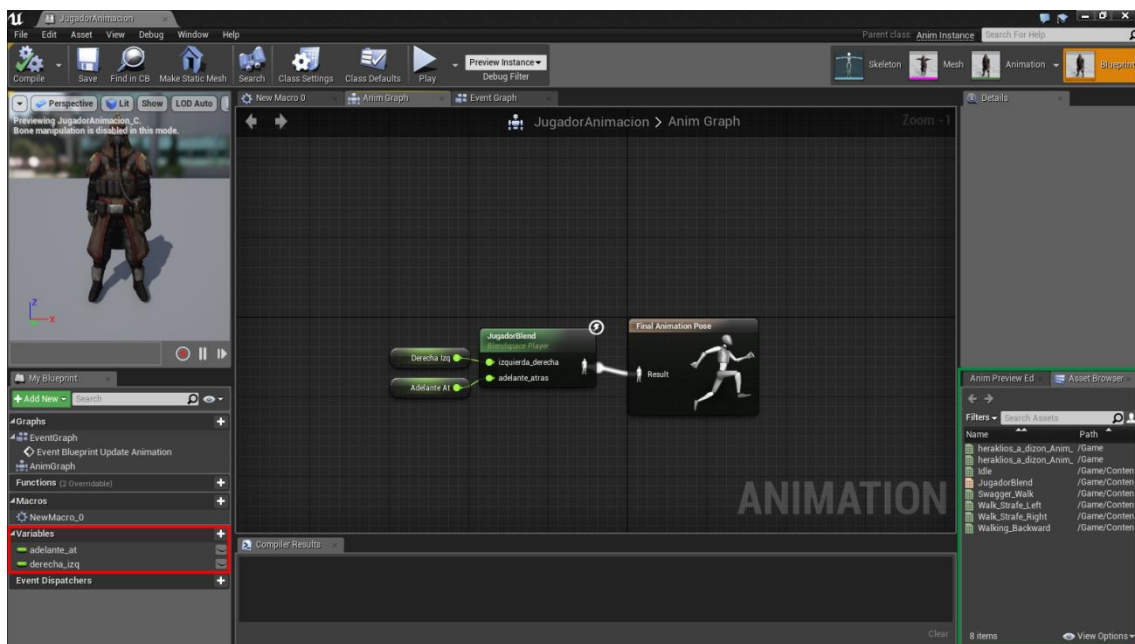 JugadorAnimacion
File Edit Asset View Debug Window Help
Parent class: Anim Instance Search For Help
Compile Save Find in CB Make Static Mesh Search Class Settings Class Defaults Play
Preview Instance
Debug Filter
Skeleton Mesh Animation Blueprint
Perspective Lit Show LOD Auto
Previewing JugadorAnimacion_C.
Bone manipulation is disabled in this mode.
Z
X
New Macro 0 Anim Graph Event Graph
JugadorAnimacion > Anim Graph
Zoom -1
JugadorBlend
Blendspace Player
izquierda_derecha
adelante_atras
Derecha Izq
Adelante At
Final Animation Pose
Result
ANIMATION
My Blueprint
+ Add New Search
Graphs
EventGraph
Event Blueprint Update Animation
AnimGraph
Functions (2 Overridable)
Macros
NewMacro_0
Variables
adelante_at
derecha_izq
Event Dispatchers
Compiler Results
Clear
Details
Anim Preview Ed Asset Browser
Filters Search Assets
Name Path
heraklios_a_dizon_Anim_ /Game
heraklios_a_dizon_Anim_ /Game
Idle /Game/Conten
JugadorBlend /Game/Conten
Swagger_Walk /Game/Conten
Walk_Strafe_Left /Game/Conten
Walk_Strafe_Right /Game/Conten
Walking_Backward /Game/Conten
8 items View Options